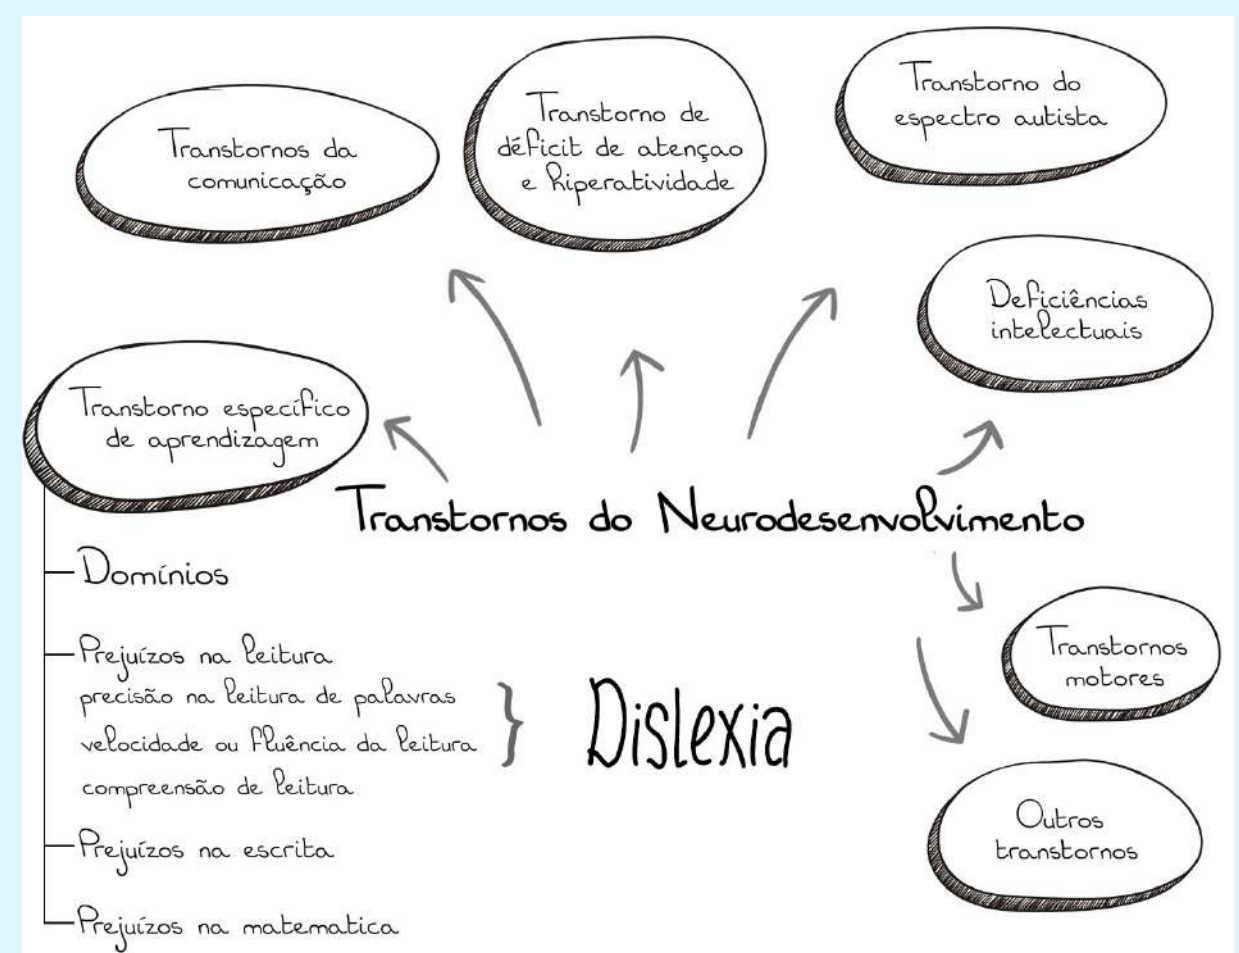 Transtornos da
comunicação
Transtorno de
déficit de atençao
e hiperatividade
Transtorno do
espectro autista
Deficiências
intelectuais
Transtorno específico
de aprendizagem
Transtornos do Neurodesenvolvimento
Domínios
Prejuízos na leitura
precisão na leitura de palavras
velocidade ou fluência da leitura
compreensão de leitura
Dislexia
Prejuízos na escrita
Prejuízos na matematica
Transtornos
motores
Outros
transtornos